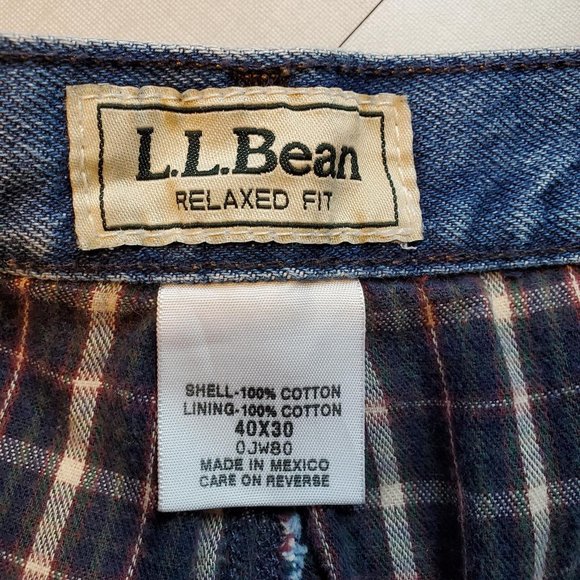 L.L.Bean
RELAXED FIT
SHELL-100% COTTON
LINING-100% COTTON
40X30
0JW80
MADE IN MEXICO
CARE ON REVERSE